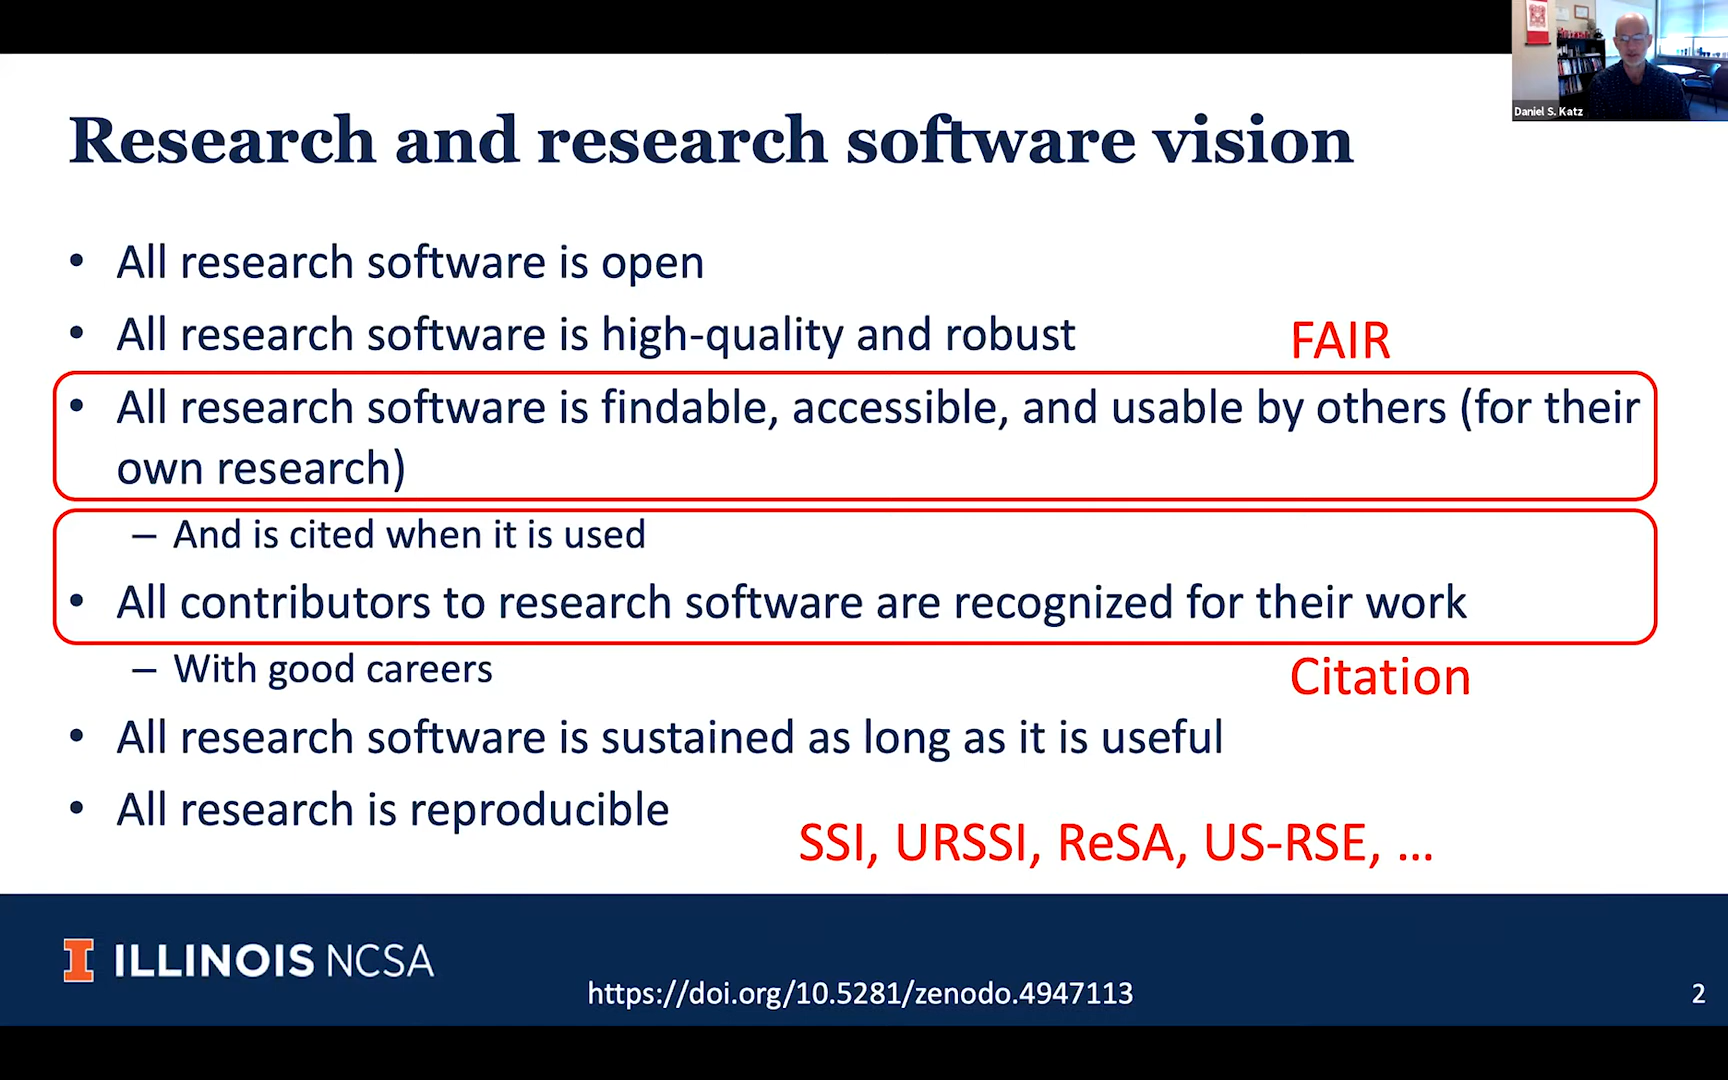 Daniel S. Katz
Research and research software vision
• All research software is open
• All research software is high-quality and robust
FAIR
• All research software is findable, accessible, and usable by others (for their
own research)
– And is cited when it is used
• All contributors to research software are recognized for their work
– With good careers
Citation
• All research software is sustained as long as it is useful
• All research is reproducible
SSI, URSSI, ReSA, US-RSE, ...
I ILLINOIS NCSA
https://doi.org/10.5281/zenodo.4947113
2